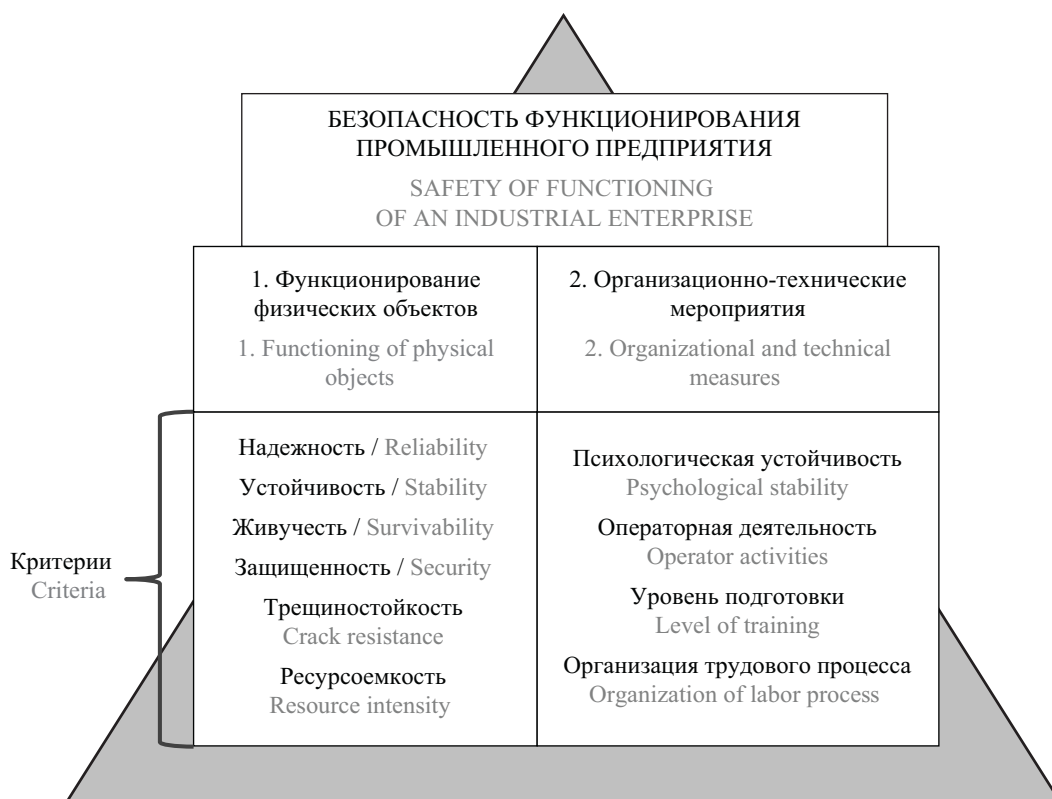 БЕЗОПАСНОСТЬ ФУНКЦИОНИРОВАНИЯ
ПРОМЫШЛЕННОГО ПРЕДПРИЯТИЯ
SAFETY OF FUNCTIONING
OF AN INDUSTRIAL ENTERPRISE
1. Функционирование
физических объектов
1. Functioning of physical
objects
2. Организационно-технические
мероприятия
2. Organizational and technical
measures
Критерии
Criteria
Надежность / Reliability
Устойчивость / Stability
Живучесть / Survivability
Защищенность / Security
Трещиностойкость
Crack resistance
Ресурсоемкость
Resource intensity
Психологическая устойчивость
Psychological stability
Операторная деятельность
Operator activities
Уровень подготовки
Level of training
Организация трудового процесса
Organization of labor process